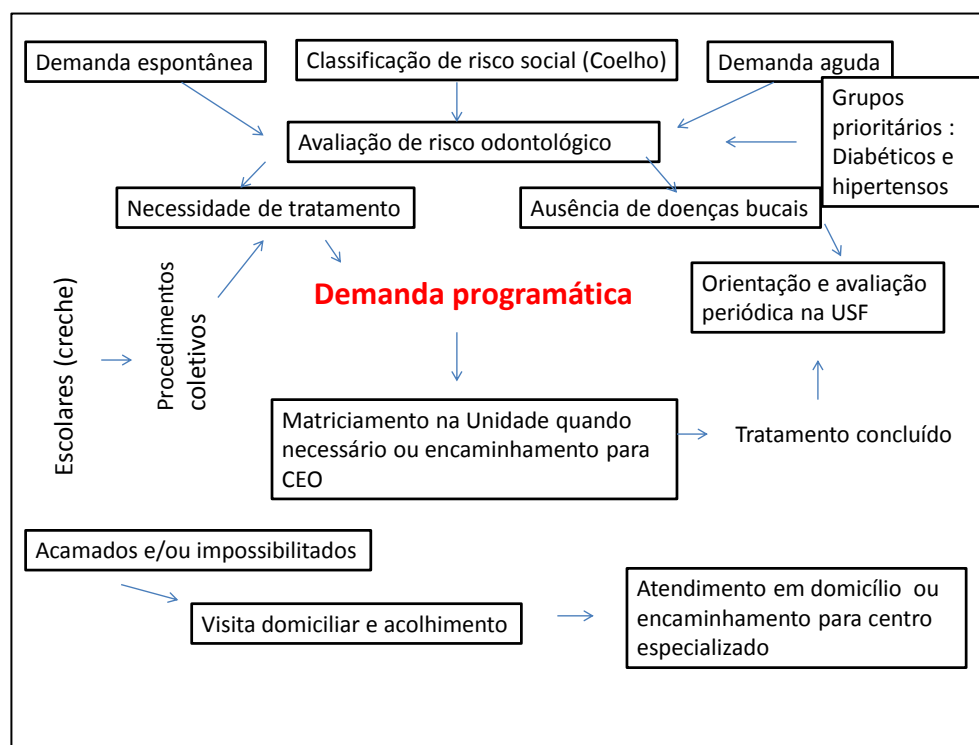 Demanda espontânea
Classificação de risco social (Coelho)
Demanda aguda
Grupos
prioritários :
Diabéticos e
hipertensos
Avaliação de risco odontológico
Necessidade de tratamento
Ausência de doenças bucais
Demanda programática
Orientação e avaliação
periódica na USF
Escolares (creche)
Procedimentos
coletivos
Matriciamento na Unidade quando
necessário ou encaminhamento para
CEO
Tratamento concluído
Acamados e/ou impossibilitados
Visita domiciliar e acolhimento
Atendimento em domicílio ou
encaminhamento para centro
especializado